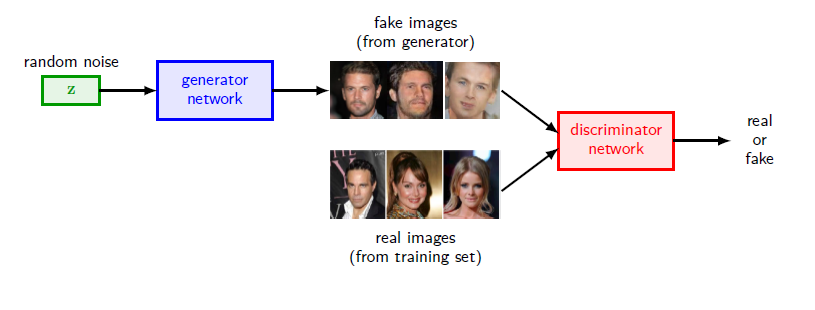 fake images
(from generator)
random noise
z
generator
network
discriminator
network
real
or
fake
real images
(from training set)